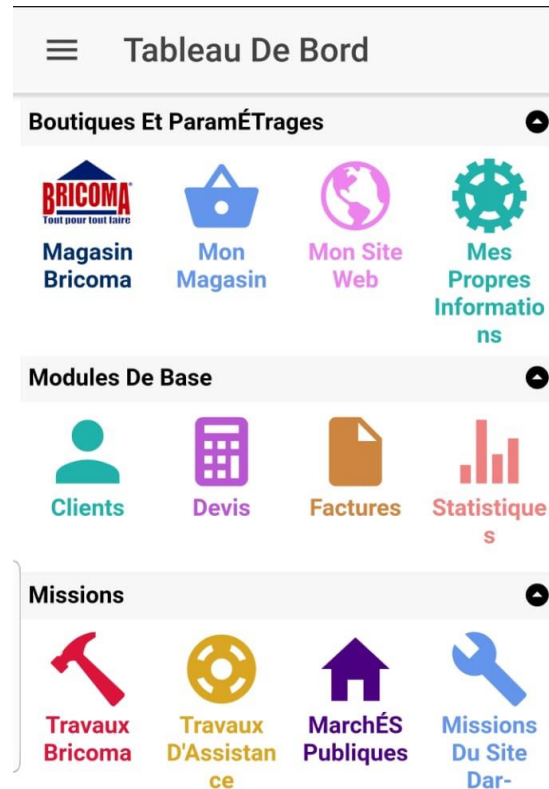 Tableau De Bord
Boutiques Et ParamÉTrages
BRICOMA
Tout pour tout faire
Magasin
Bricoma
Mon
Magasin
Mon Site
Web
Mes
Propres
Informatio
ns
Modules De Base
Clients
Devis
Factures
Statistique
s
Missions
Travaux
Bricoma
Travaux
D'Assistan
ce
MarchÉS
Publiques
Missions
Du Site
Dar-